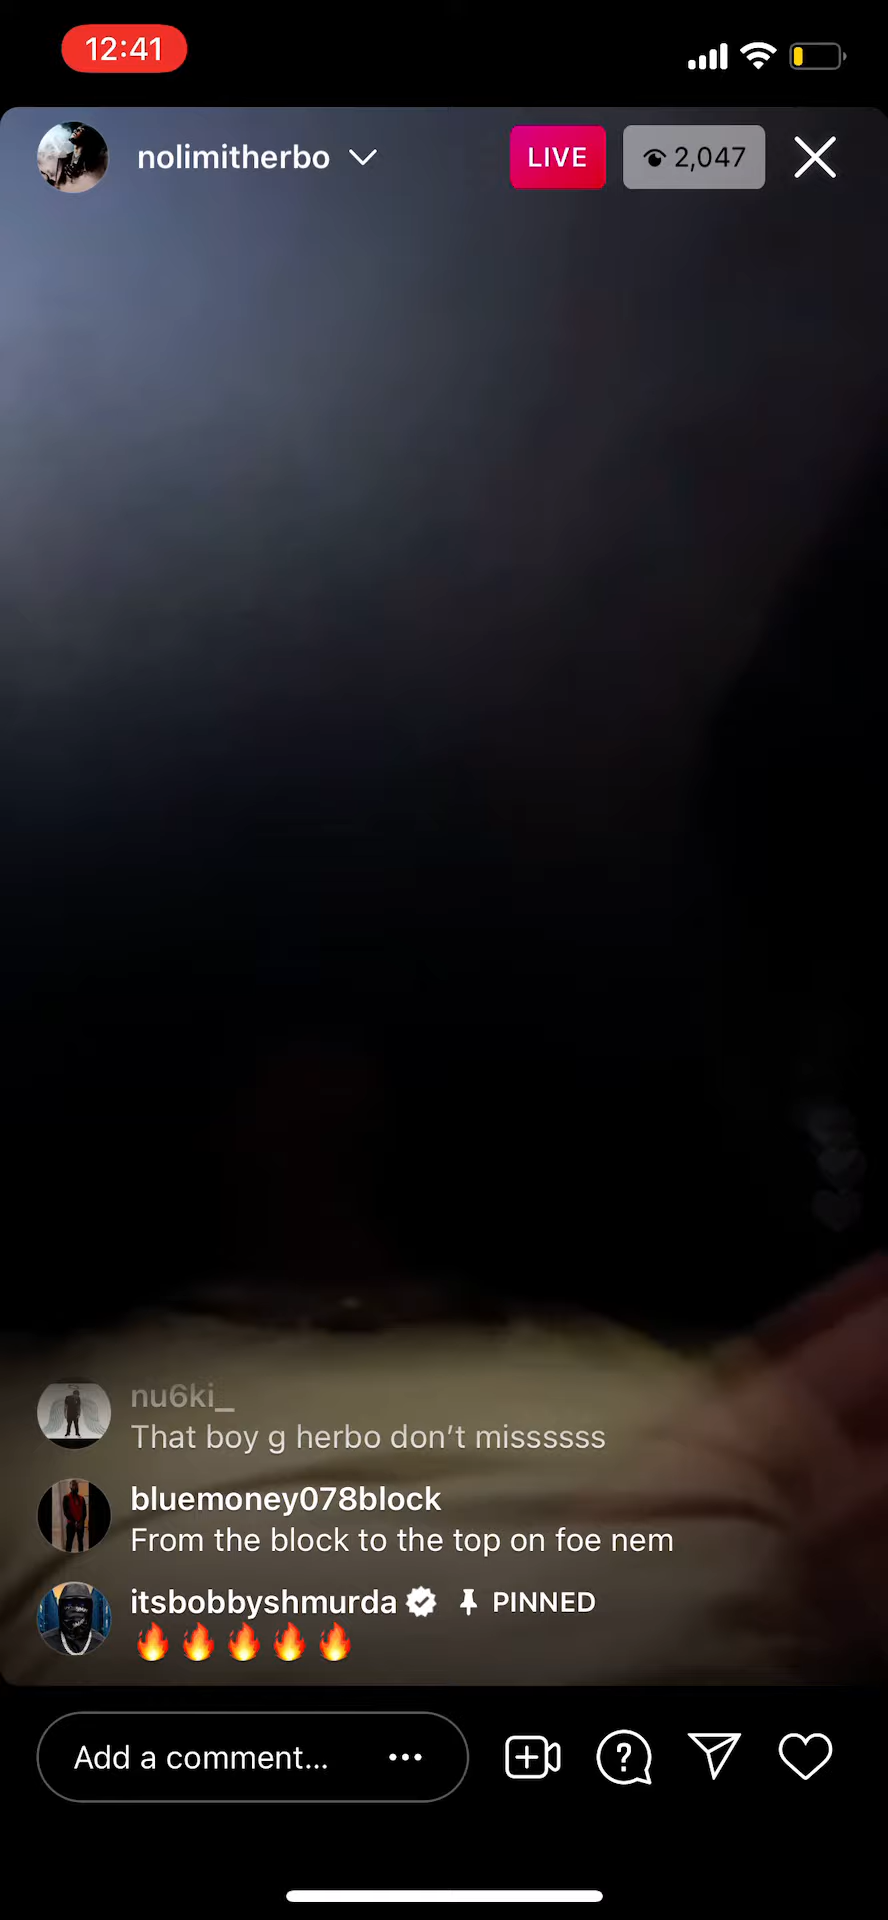 12:41
nolimitherbo
LIVE
2,047
nu6ki_
That boy g herbo don’t missssss
bluemoney078block
From the block to the top on foe nem
itsbobbyshmurda PINNED
🔥🔥🔥🔥🔥
Add a comment...